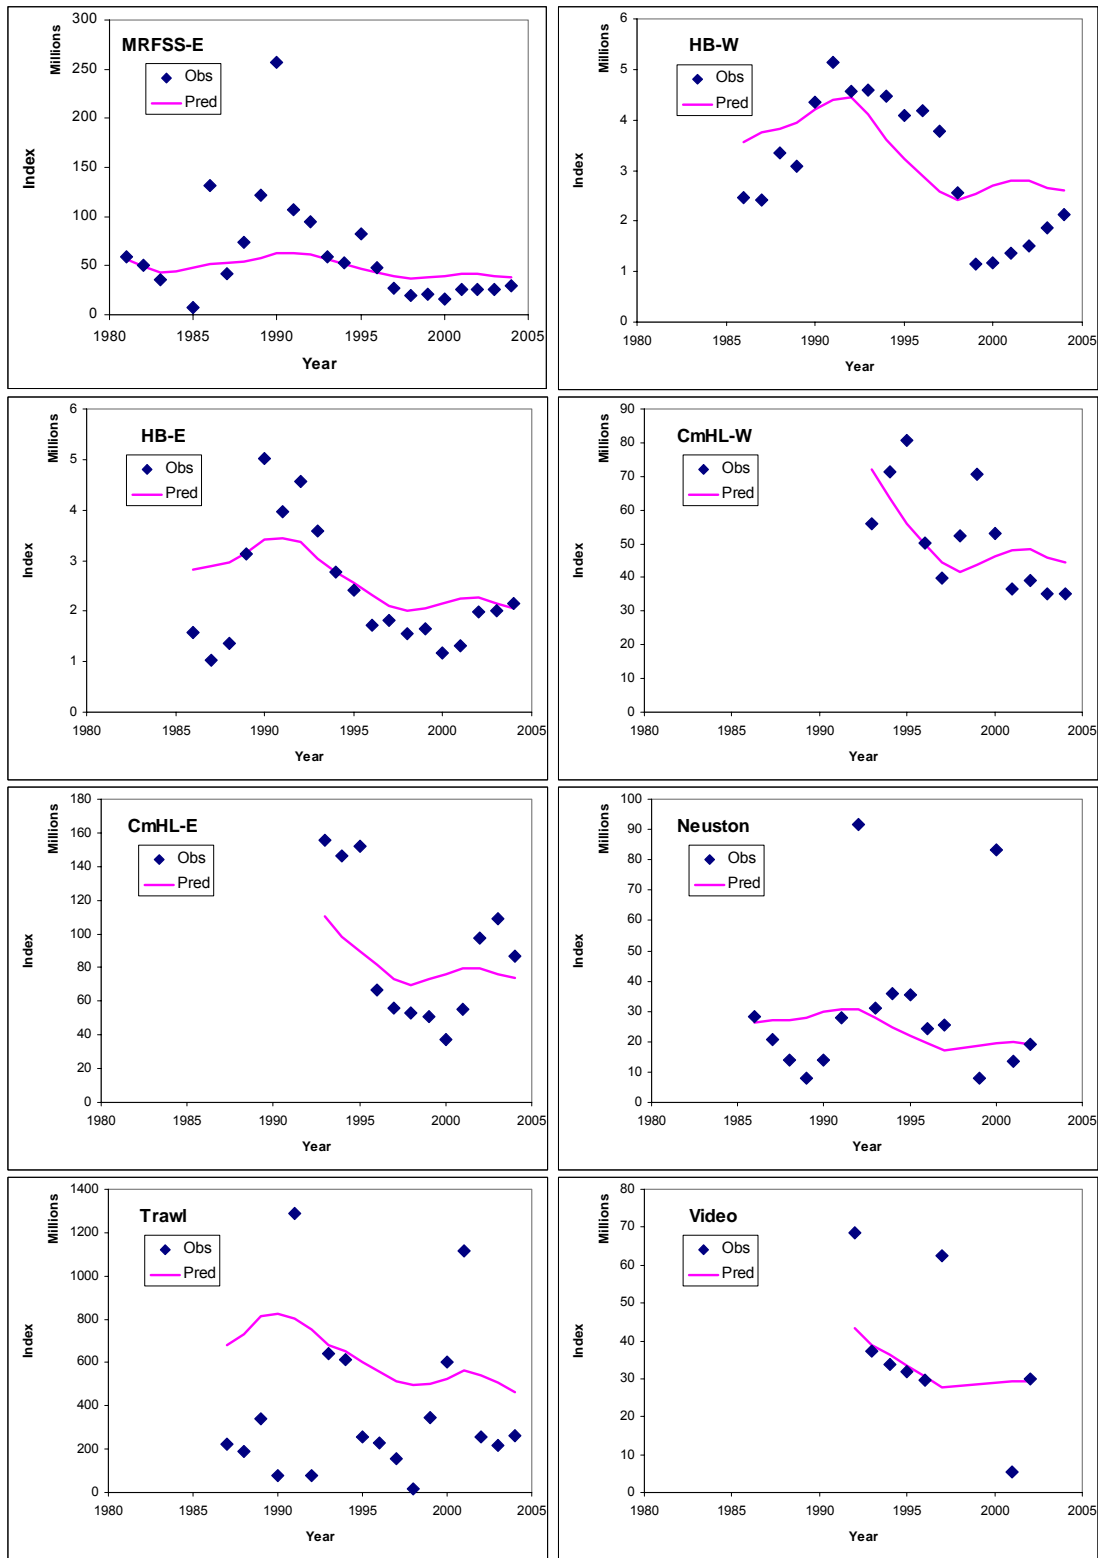 MRFSS-E
Millions
Obs
Pred
Index
300
250
200
150
100
50
0
1980 1985 1990 1995 2000 2005
Year
HB-W
Millions
Obs
Pred
Index
6
5
4
3
2
1
0
1980 1985 1990 1995 2000 2005
Year
HB-E
Millions
Obs
Pred
Index
6
5
4
3
2
1
0
1980 1985 1990 1995 2000 2005
Year
CmHL-W
Millions
Obs
Pred
Index
90
80
70
60
50
40
30
20
10
0
1980 1985 1990 1995 2000 2005
Year
CmHL-E
Millions
Obs
Pred
Index
180
160
140
120
100
80
60
40
20
0
1980 1985 1990 1995 2000 2005
Year
Neuston
Millions
Obs
Pred
Index
100
90
80
70
60
50
40
30
20
10
0
1980 1985 1990 1995 2000 2005
Year
Trawl
Millions
Obs
Pred
Index
1400
1200
1000
800
600
400
200
0
1980 1985 1990 1995 2000 2005
Year
Video
Millions
Obs
Pred
Index
80
70
60
50
40
30
20
10
0
1980 1985 1990 1995 2000 2005
Year